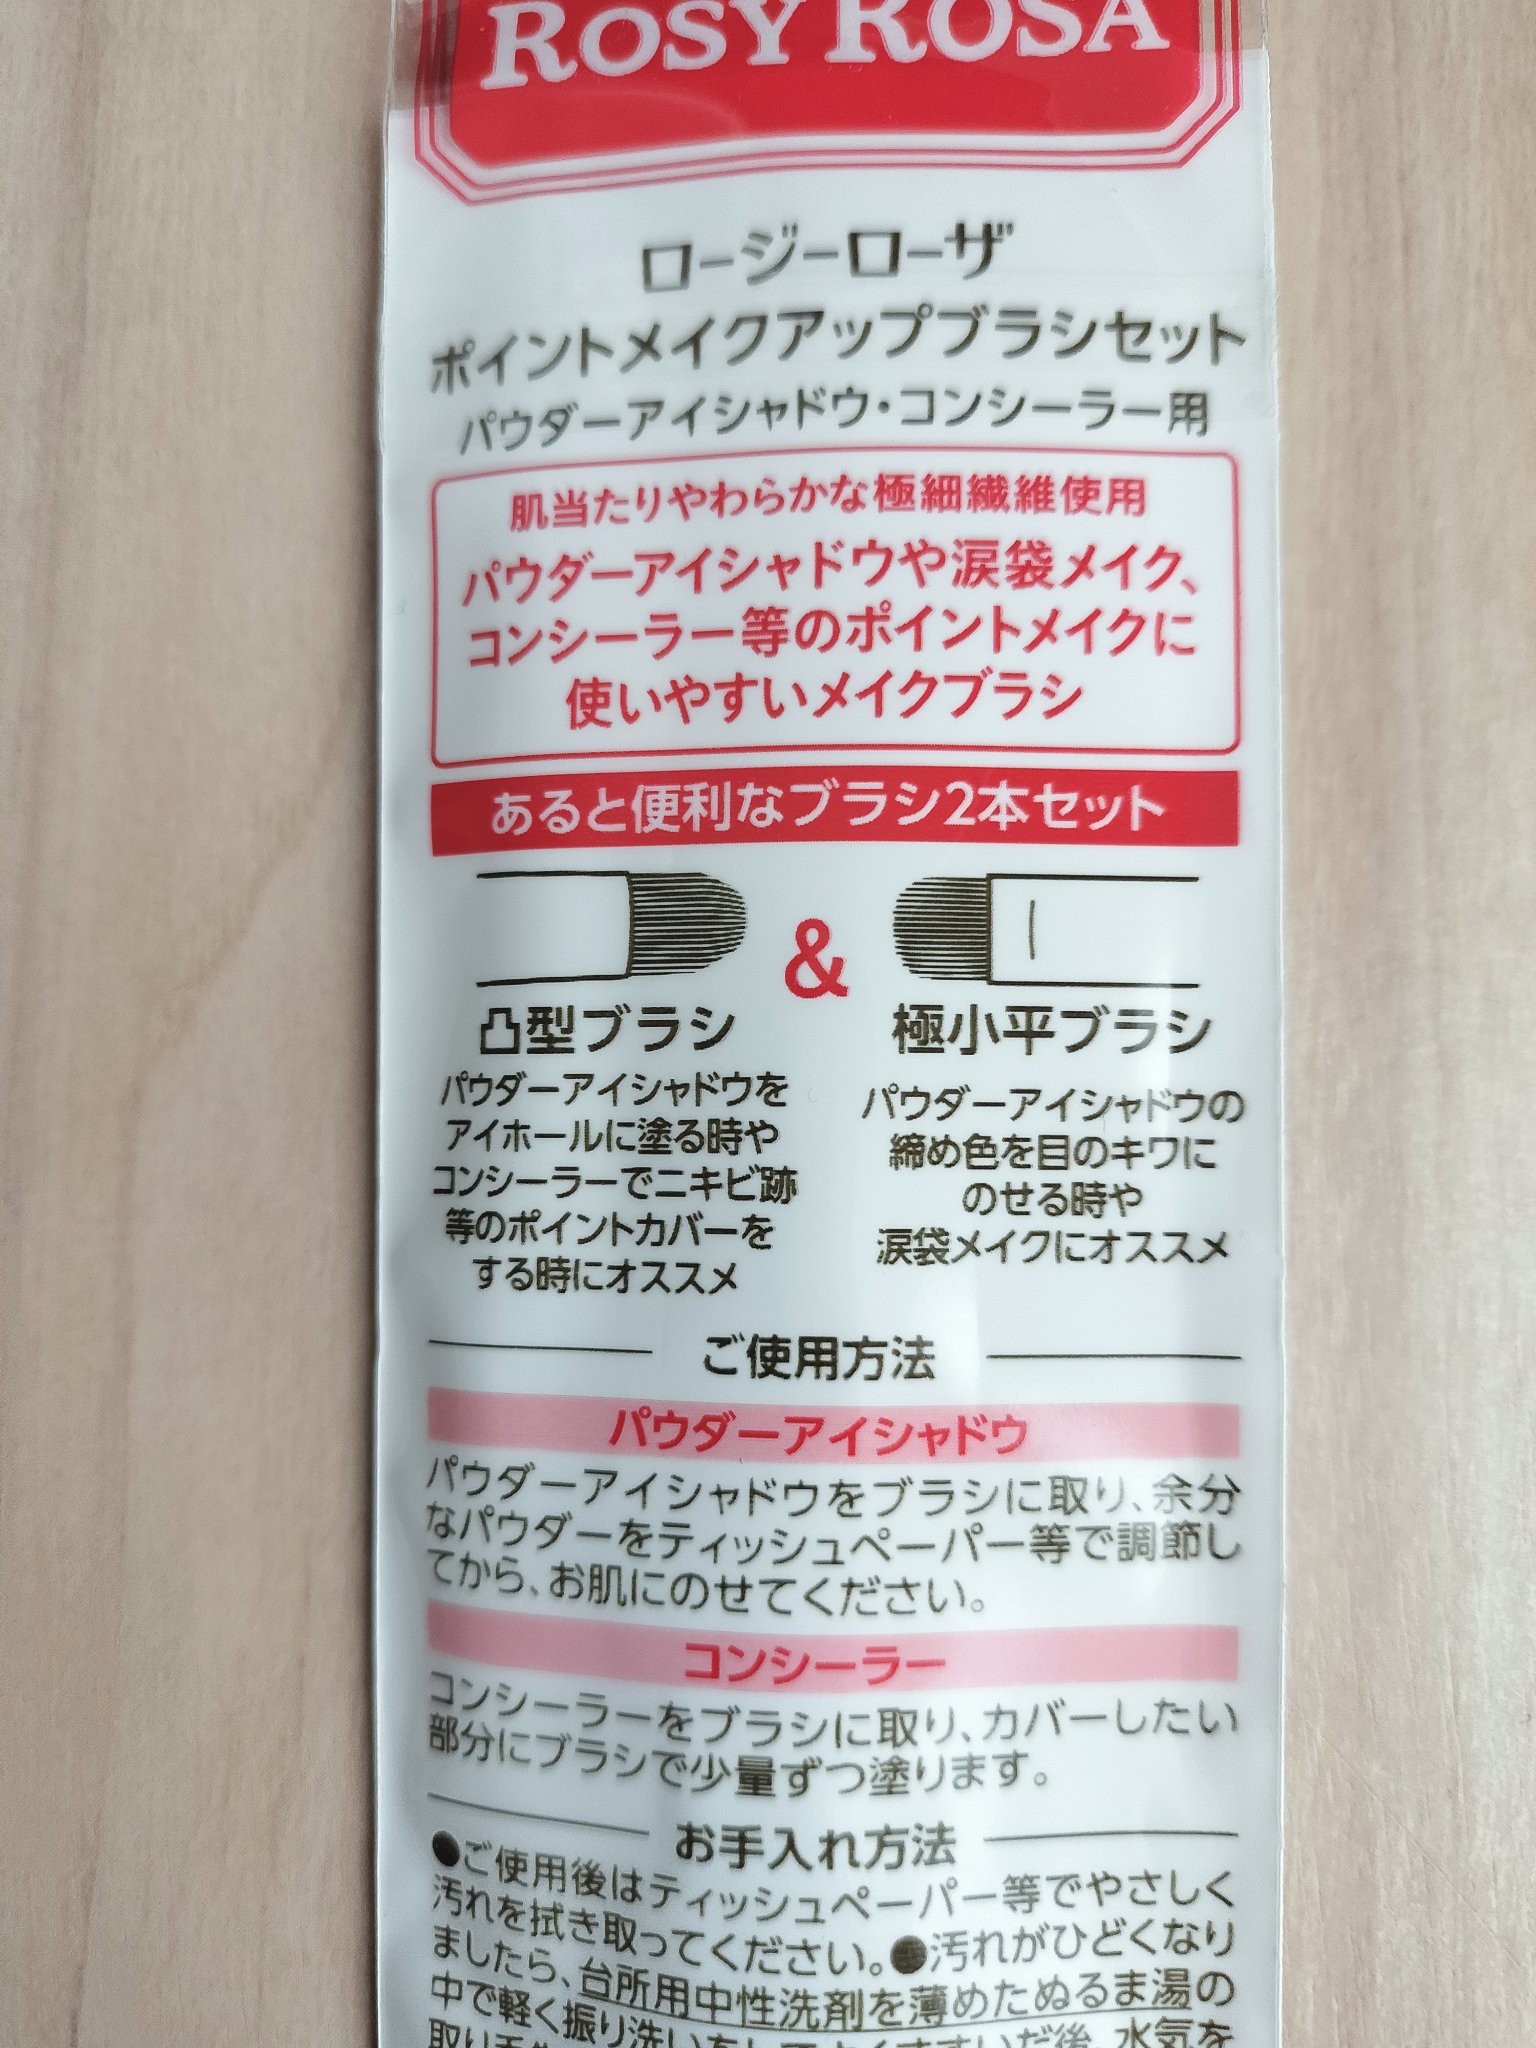 ROSY ROSA
ロージーローザ
ポイントメイクアップブラシセット
パウダーアイシャドウ・コンシーラー用
肌当たりやわらかな極細繊維使用
パウダーアイシャドウや涙袋メイク、
コンシーラー等のポイントメイクに
使いやすいメイクブラシ
あると便利なブラシ2本セット
&
凸型ブラシ
パウダーアイシャドウを
アイホールに塗る時や
コンシーラーでニキビ跡
等のポイントカバーを
する時にオススメ
極小平ブラシ
パウダーアイシャドウの
締め色を目のキワに
のせる時や
涙袋メイクにオススメ
ご使用方法
パウダーアイシャドウ
パウダーアイシャドウをブラシに取り、余分
なパウダーをティッシュペーパー等で調節し
てから、お肌にのせてください。
コンシーラー
コンシーラーをブラシに取り、カバーしたい
部分にブラシで少量ずつ塗ります。
お手入れ方法
●ご使用後はティッシュペーパー等でやさしく
汚れを拭き取ってください。●汚れがひどくなり
ましたら、台所用中性洗剤を薄めたぬるま湯の
中で軽く振り洗いをしてよくすすいだ後、水気を